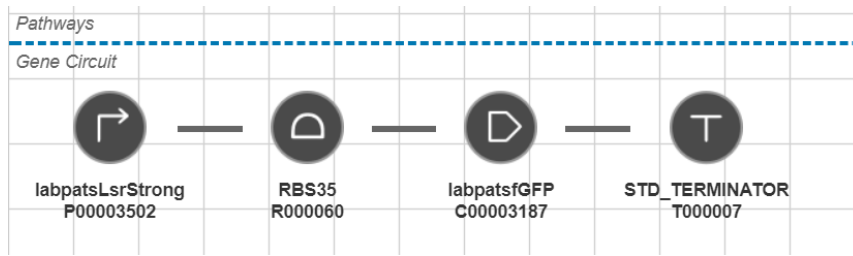 Pathways
Gene Circuit
labpatsLsrStrong
P00003502
RBS35
R000060
labpatsfGFP
C00003187
STD_TERMINATOR
T000007